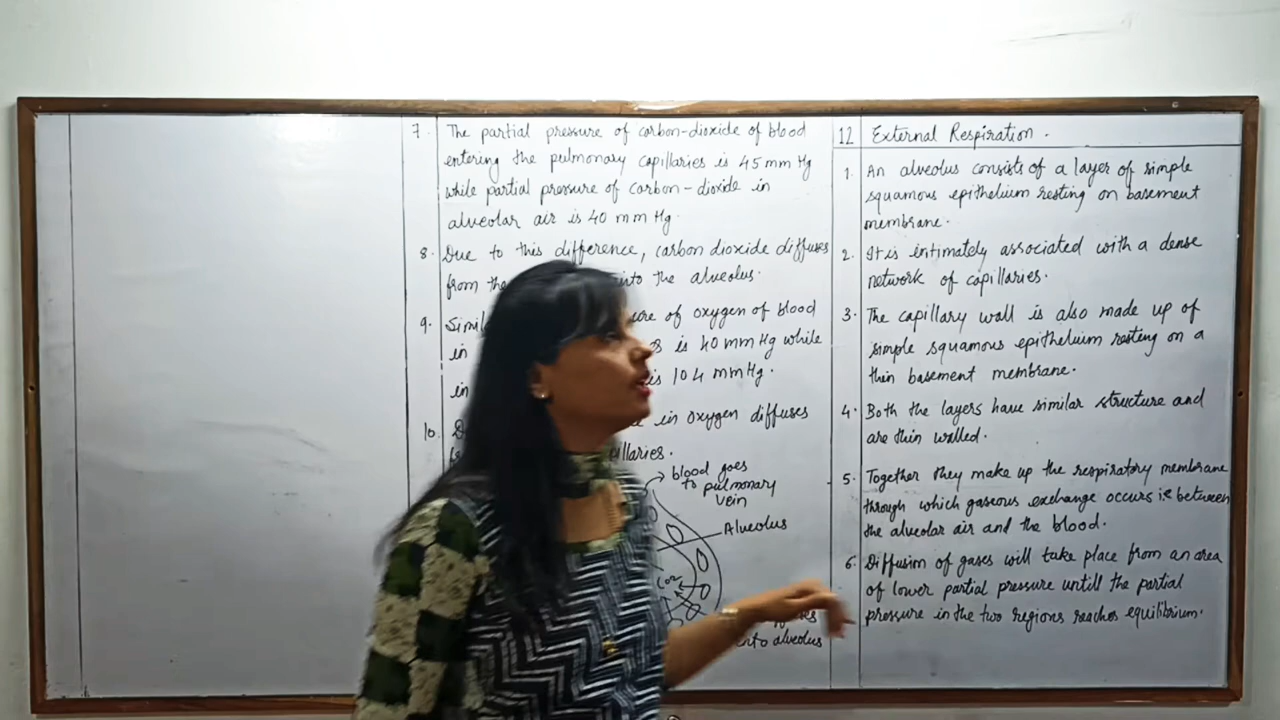 12 External Respiration.
1. An alveolus consists of a layer of simple
squamous epithelium resting on basement
membrane.
2. It is intimately associated with a dense
network of capillaries.
3. The capillary wall is also made up of
simple squamous epithelium resting on a
thin basement membrane.
4. Both the layers have similar structure and
are thin walled.
5. Together they make up the respiratory membrane
through which gaseous exchange occurs ie between
the alveolar air and the blood.
6. Diffusion of gases will take place from an area
of lower partial pressure untill the partial
pressure in the two regions reaches equilibrium.
7. The partial pressure of carbon-dioxide of blood
entering the pulmonary capillaries is 45 mm Hg
while partial pressure of carbon-dioxide in
alveolar air is 40 mm Hg.
8. Due to this difference, carbon dioxide diffuses
from the into the alveolus.
9. of oxygen of blood
in is 40 mm Hg while
in is 104 mmHg.
10. in oxygen diffuses
blood goes
to pulmonary
vein
Alveolus
CO2
into alveolus